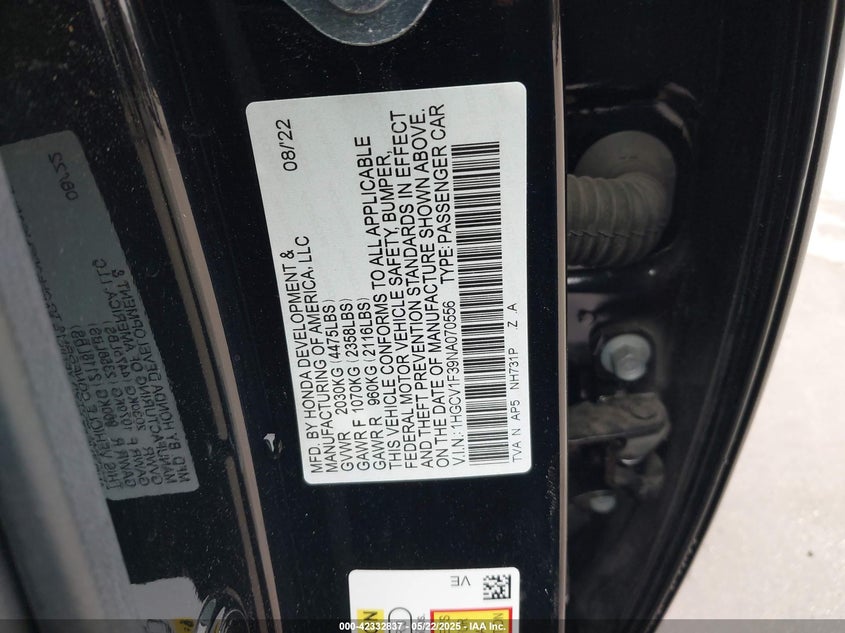 08/'22
MFD. BY HONDA DEVELOPMENT &
MANUFACTURING OF AMERICA, LLC
GVWR 2030KG (4475LBS)
GAWR F 1070KG (2358LBS)
GAWR R 960KG (2116LBS)
THIS VEHICLE CONFORMS TO ALL APPLICABLE
FEDERAL MOTOR VEHICLE SAFETY, BUMPER,
AND THEFT PREVENTION STANDARDS IN EFFECT
ON THE DATE OF MANUFACTURE SHOWN ABOVE.
V.I.N.: 1HGCV1F39NA070556 TYPE: PASSENGER CAR
TVA N AP5 NH731P Z .A
VE
000-42332837 - 05/22/2025 - IAA Inc.